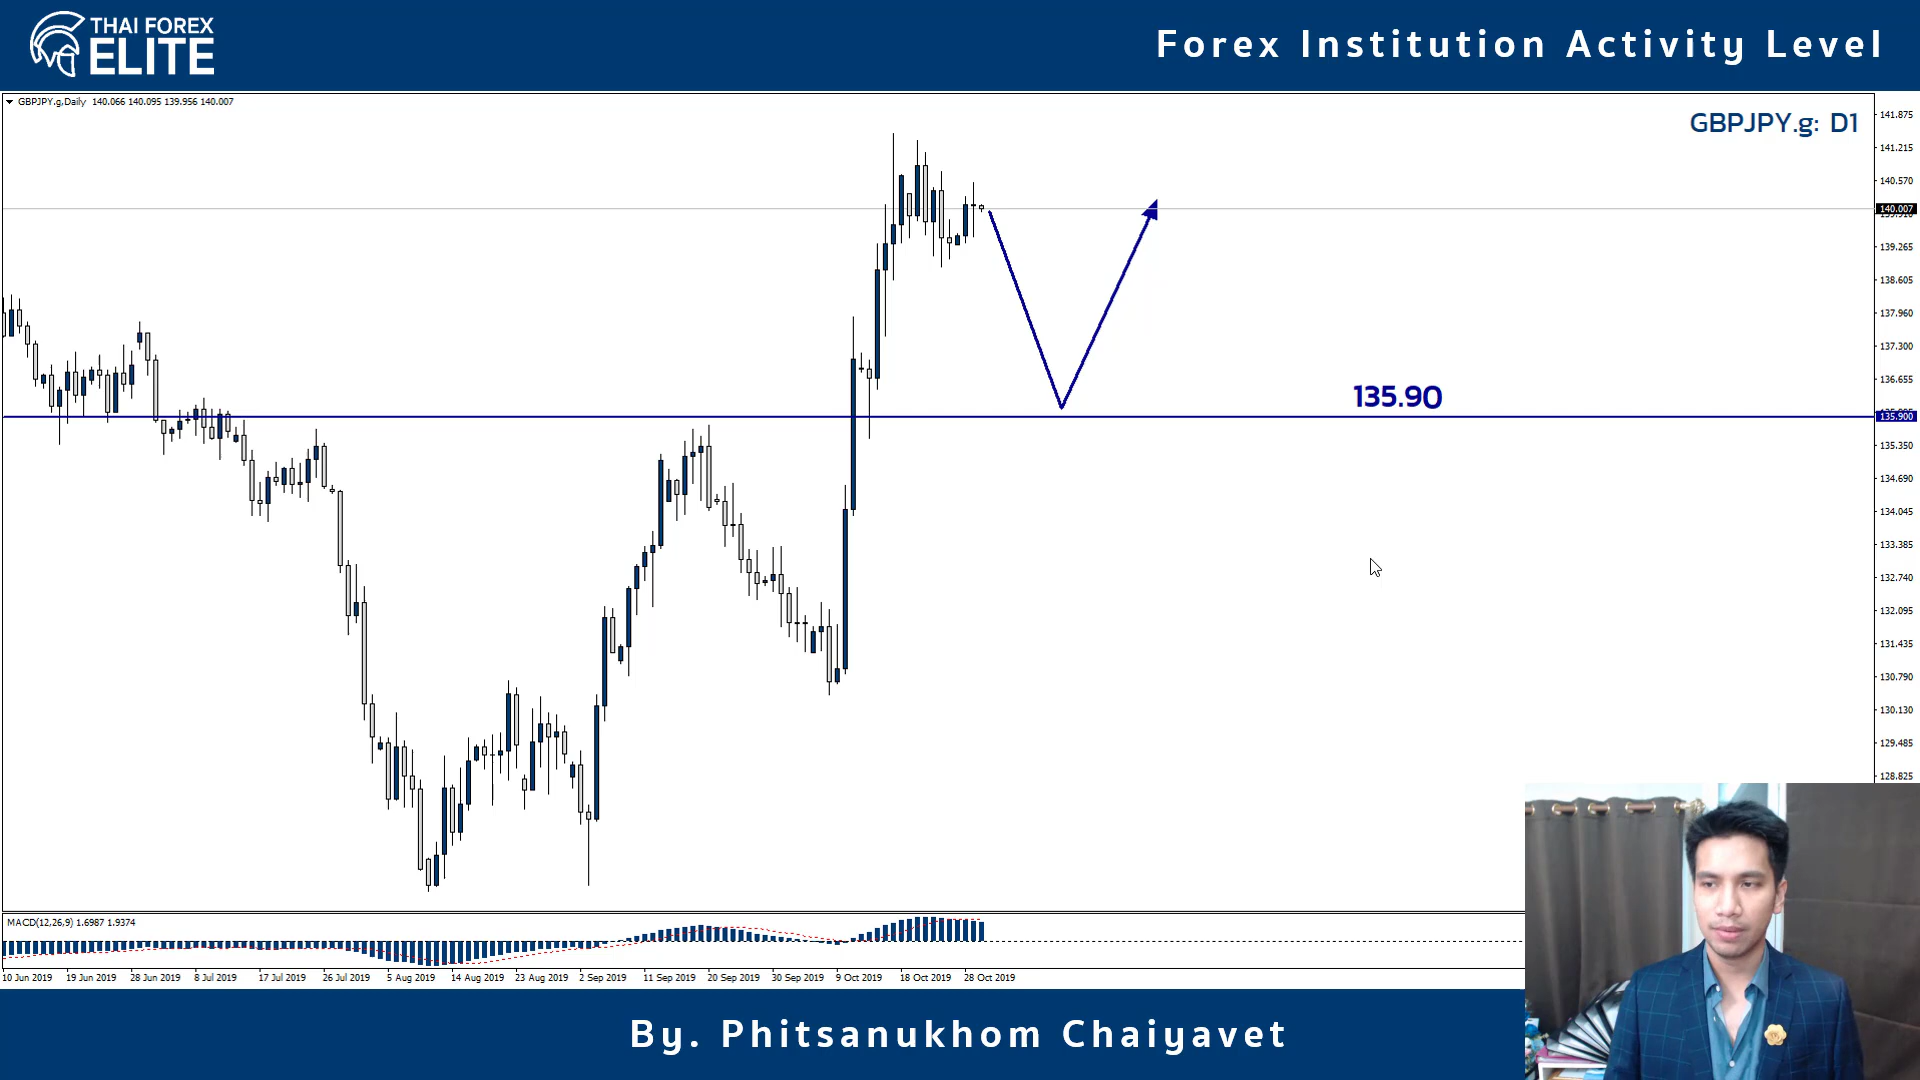 THAI FOREX
ELITE
Forex Institution Activity Level
GBPJPY.g,Daily 140.066 140.095 139.956 140.007
GBPJPY.g: D1
141.875
141.215
140.570
140.007
139.265
138.605
137.960
137.300
136.655
135.90
135.900
135.350
134.690
134.045
133.385
132.740
132.095
131.435
130.790
130.130
129.485
128.825
MACD(12,26,9) 1.6987 1.9374
10 Jun 2019 19 Jun 2019 28 Jun 2019 8 Jul 2019 17 Jul 2019 26 Jul 2019 5 Aug 2019 14 Aug 2019 23 Aug 2019 2 Sep 2019 11 Sep 2019 20 Sep 2019 30 Sep 2019 9 Oct 2019 18 Oct 2019 28 Oct 2019
By. Phitsanukhom Chaiyavet